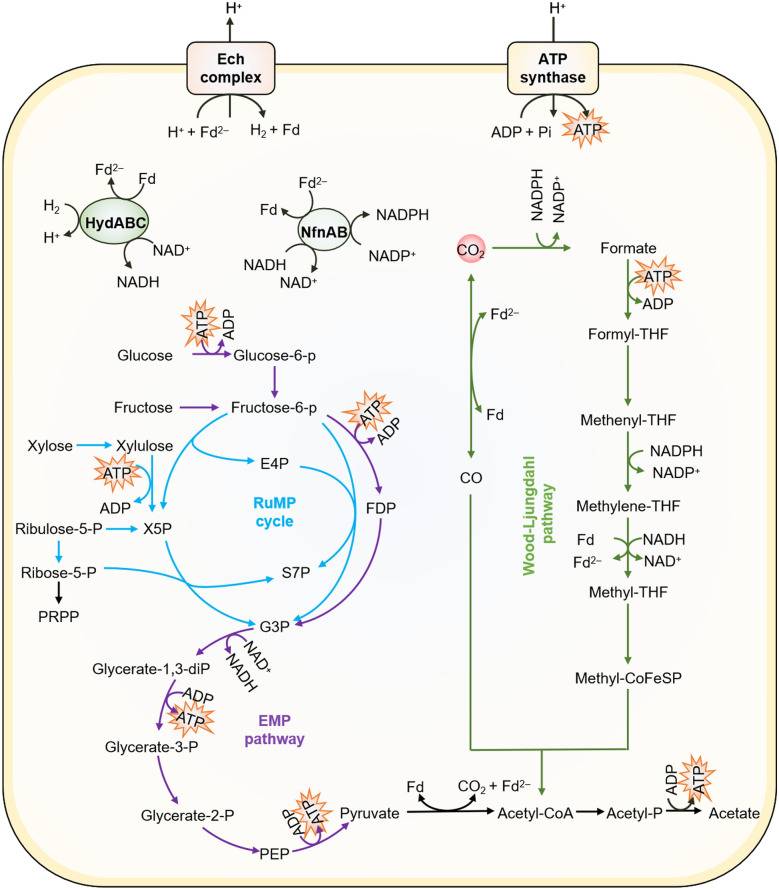 H⁺
H⁺
Ech
complex
ATP
synthase
H⁺ + Fd²⁻
H₂ + Fd
ADP + Pi
ATP
Fd²⁻
Fd
H₂
HydABC
H⁺
NAD⁺
NADH
Fd²⁻
Fd
NADPH
NfnAB
NADH
NADP⁺
NAD⁺
NADPH
NADP⁺
CO₂
Formate
ATP
ADP
Fd²⁻
Formyl-THF
Fd
Methenyl-THF
NADPH
NADP⁺
CO
Wood-Ljungdahl
pathway
Methylene-THF
Fd
NADH
Fd²⁻
NAD⁺
Methyl-THF
Methyl-CoFeSP
ATP
ADP
Glucose
Glucose-6-p
Fructose
Fructose-6-p
ATP
ADP
Xylose
Xylulose
ATP
ADP
E4P
RuMP
cycle
FDP
Ribulose-5-P
X5P
Ribose-5-P
S7P
PRPP
G3P
NAD⁺
NADH
Glycerate-1,3-diP
ADP
ATP
EMP
pathway
Glycerate-3-P
Glycerate-2-P
ADP
ATP
PEP
Pyruvate
Fd
CO₂ + Fd²⁻
Acetyl-CoA
Acetyl-P
ADP
ATP
Acetate